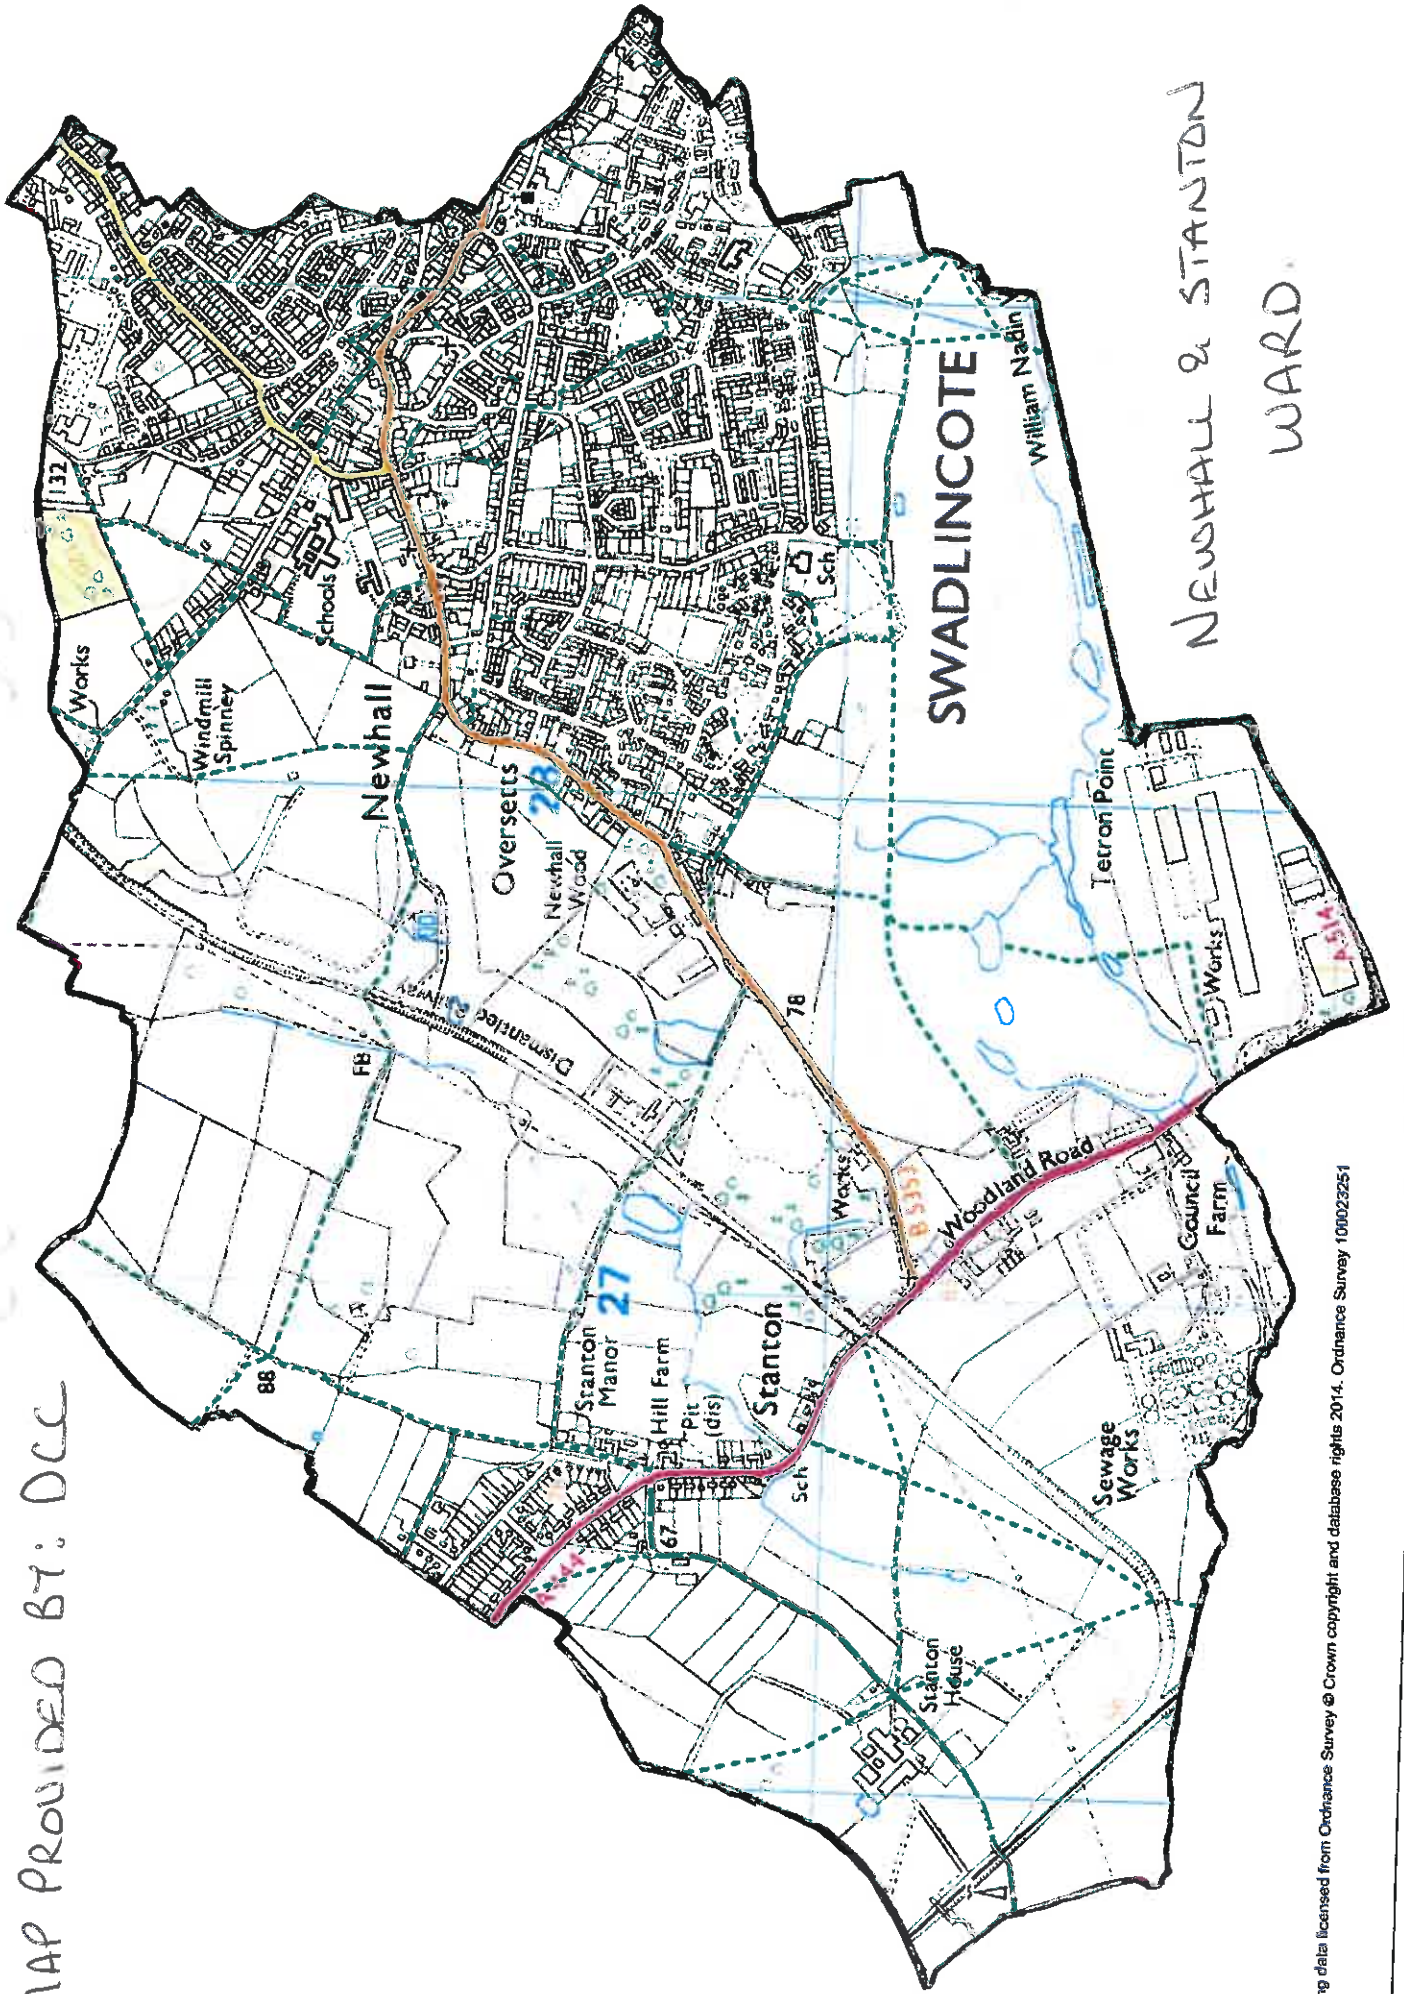 IAP PROVIDED BY: DCC
NEWHALL & STANTON
WARD.
132
Works
Windmill
Spinney
Schools
Newhall
Oversetts
28
Newhall
Wood
Sch
SWADLINCOTE
William Nadin
Tetron Point
Works
A514
78
FB
Dismantled Railway
Works
B 5353
Woodland Road
Council
Farm
88
Stanton
Manor
27
Hill Farm
Pit
(dis)
Stanton
Sch
67
A444
Sewage
Works
Stanton
House
ng data licensed from Ordnance Survey © Crown copyright and database rights 2014. Ordnance Survey 100023251